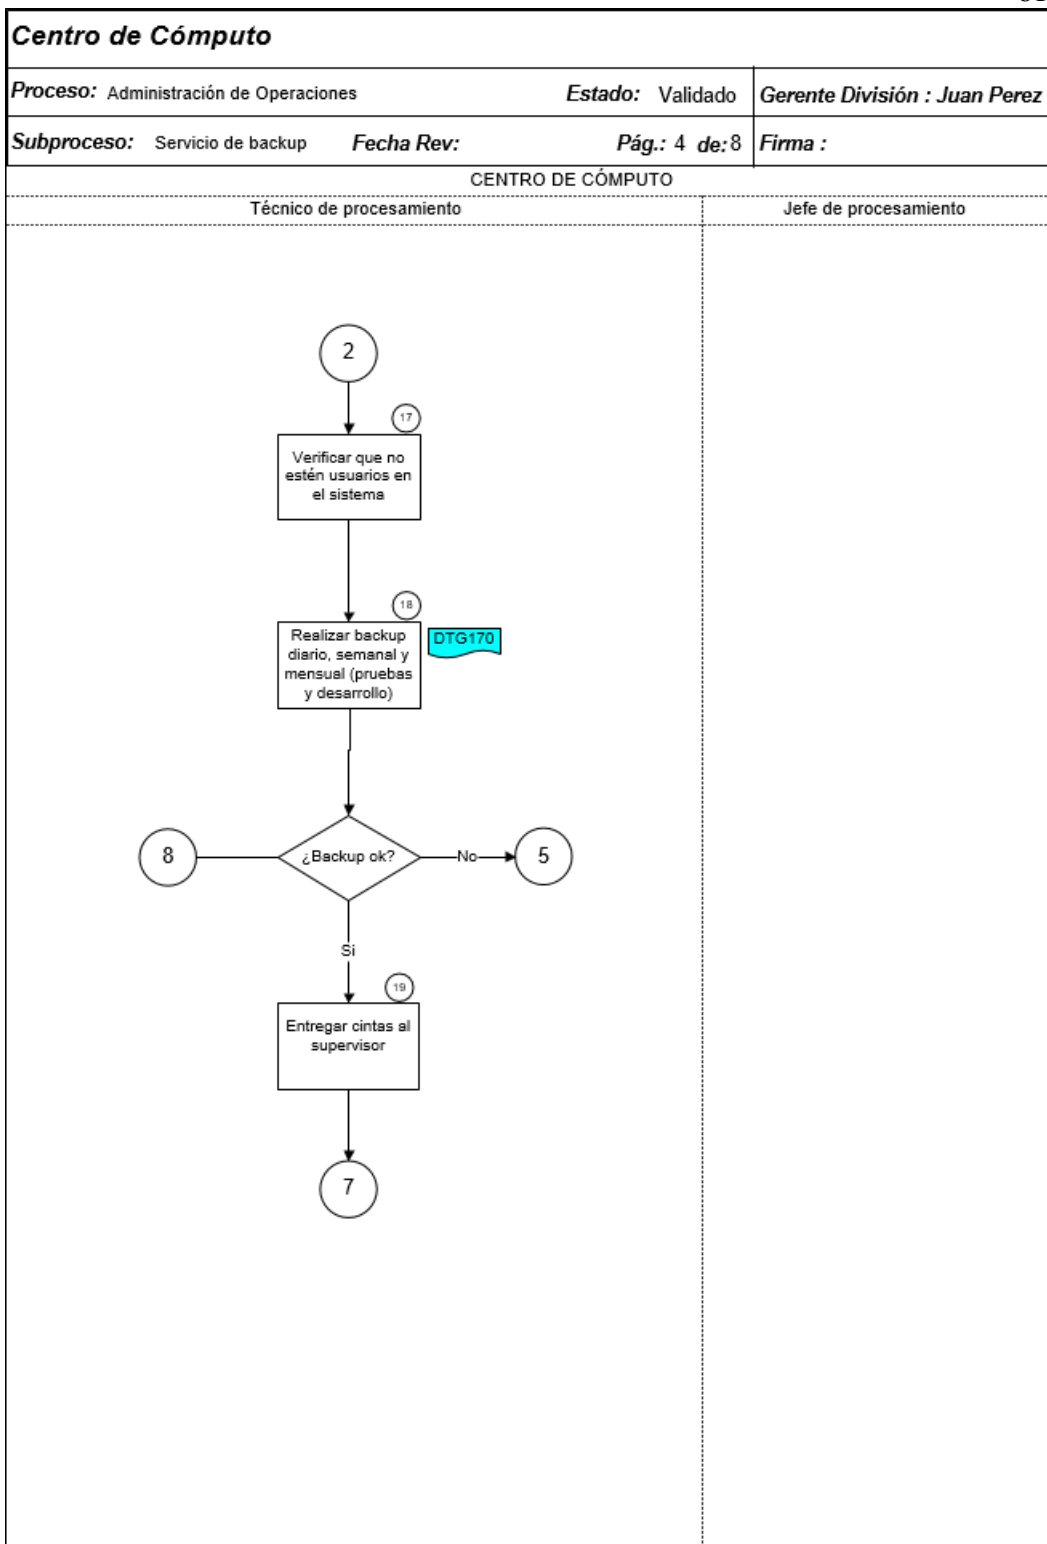 Centro de Cómputo
Proceso: Administración de Operaciones Estado: Validado Gerente División : Juan Perez
Subproceso: Servicio de backup Fecha Rev: Pág.: 4 de: 8 Firma :
CENTRO DE CÓMPUTO
Técnico de procesamiento Jefe de procesamiento
2
17
Verificar que no
estén usuarios en
el sistema
18
Realizar backup
diario, semanal y
mensual (pruebas
y desarrollo)
DTG170
8 ¿Backup ok? No 5
Si
19
Entregar cintas al
supervisor
7